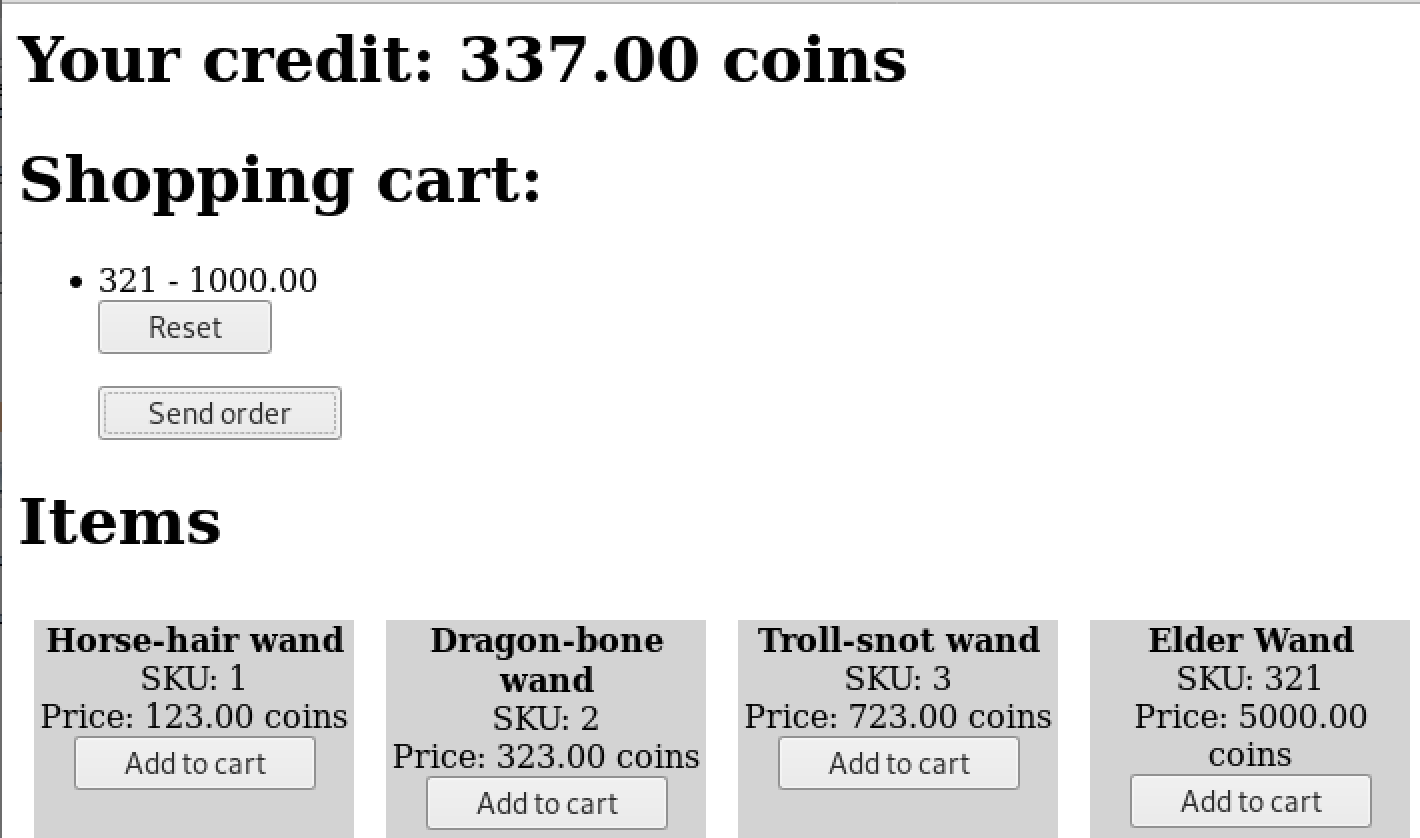 Your credit: 337.00 coins
Shopping cart:
321 - 1000.00
Reset
Send order
Items
Horse-hair wand
SKU: 1
Price: 123.00 coins
Add to cart
Dragon-bone
wand
SKU: 2
Price: 323.00 coins
Add to cart
Troll-snot wand
SKU: 3
Price: 723.00 coins
Add to cart
Elder Wand
SKU: 321
Price: 5000.00
coins
Add to cart